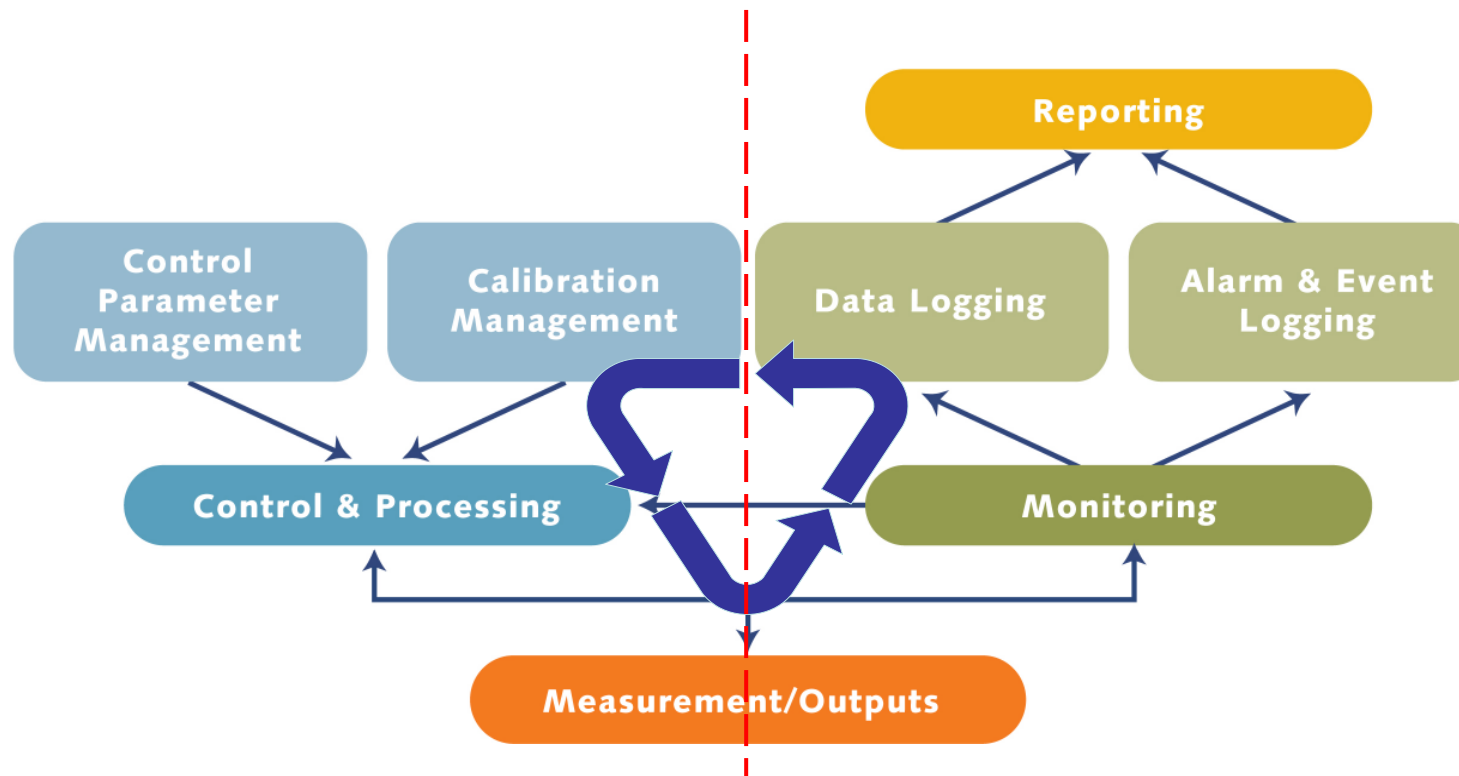 Reporting
Control
Parameter
Management
Calibration
Management
Data Logging
Alarm & Event
Logging
Control & Processing
Monitoring
Measurement/Outputs